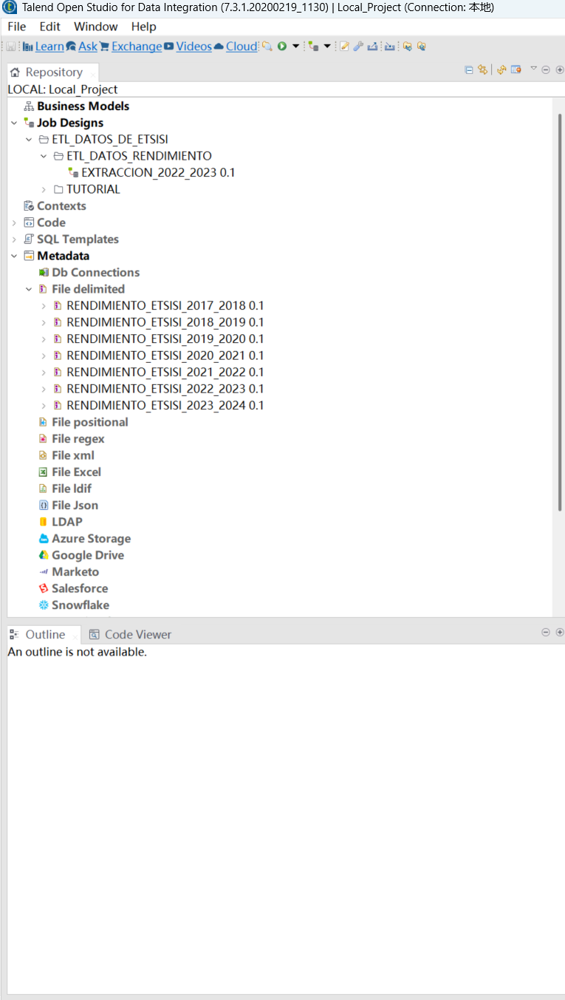 Talend Open Studio for Data Integration (7.3.1.20200219_1130) | Local_Project (Connection: 本地)
File Edit Window Help
Learn Ask Exchange Videos Cloud
Repository
LOCAL: Local_Project
Business Models
Job Designs
ETL_DATOS_DE_ETSISI
ETL_DATOS_RENDIMIENTO
EXTRACCION_2022_2023 0.1
TUTORIAL
Contexts
Code
SQL Templates
Metadata
Db Connections
File delimited
RENDIMIENTO_ETSISI_2017_2018 0.1
RENDIMIENTO_ETSISI_2018_2019 0.1
RENDIMIENTO_ETSISI_2019_2020 0.1
RENDIMIENTO_ETSISI_2020_2021 0.1
RENDIMIENTO_ETSISI_2021_2022 0.1
RENDIMIENTO_ETSISI_2022_2023 0.1
RENDIMIENTO_ETSISI_2023_2024 0.1
File positional
File regex
File xml
File Excel
File ldif
File Json
LDAP
Azure Storage
Google Drive
Marketo
Salesforce
Snowflake
Outline Code Viewer
An outline is not available.